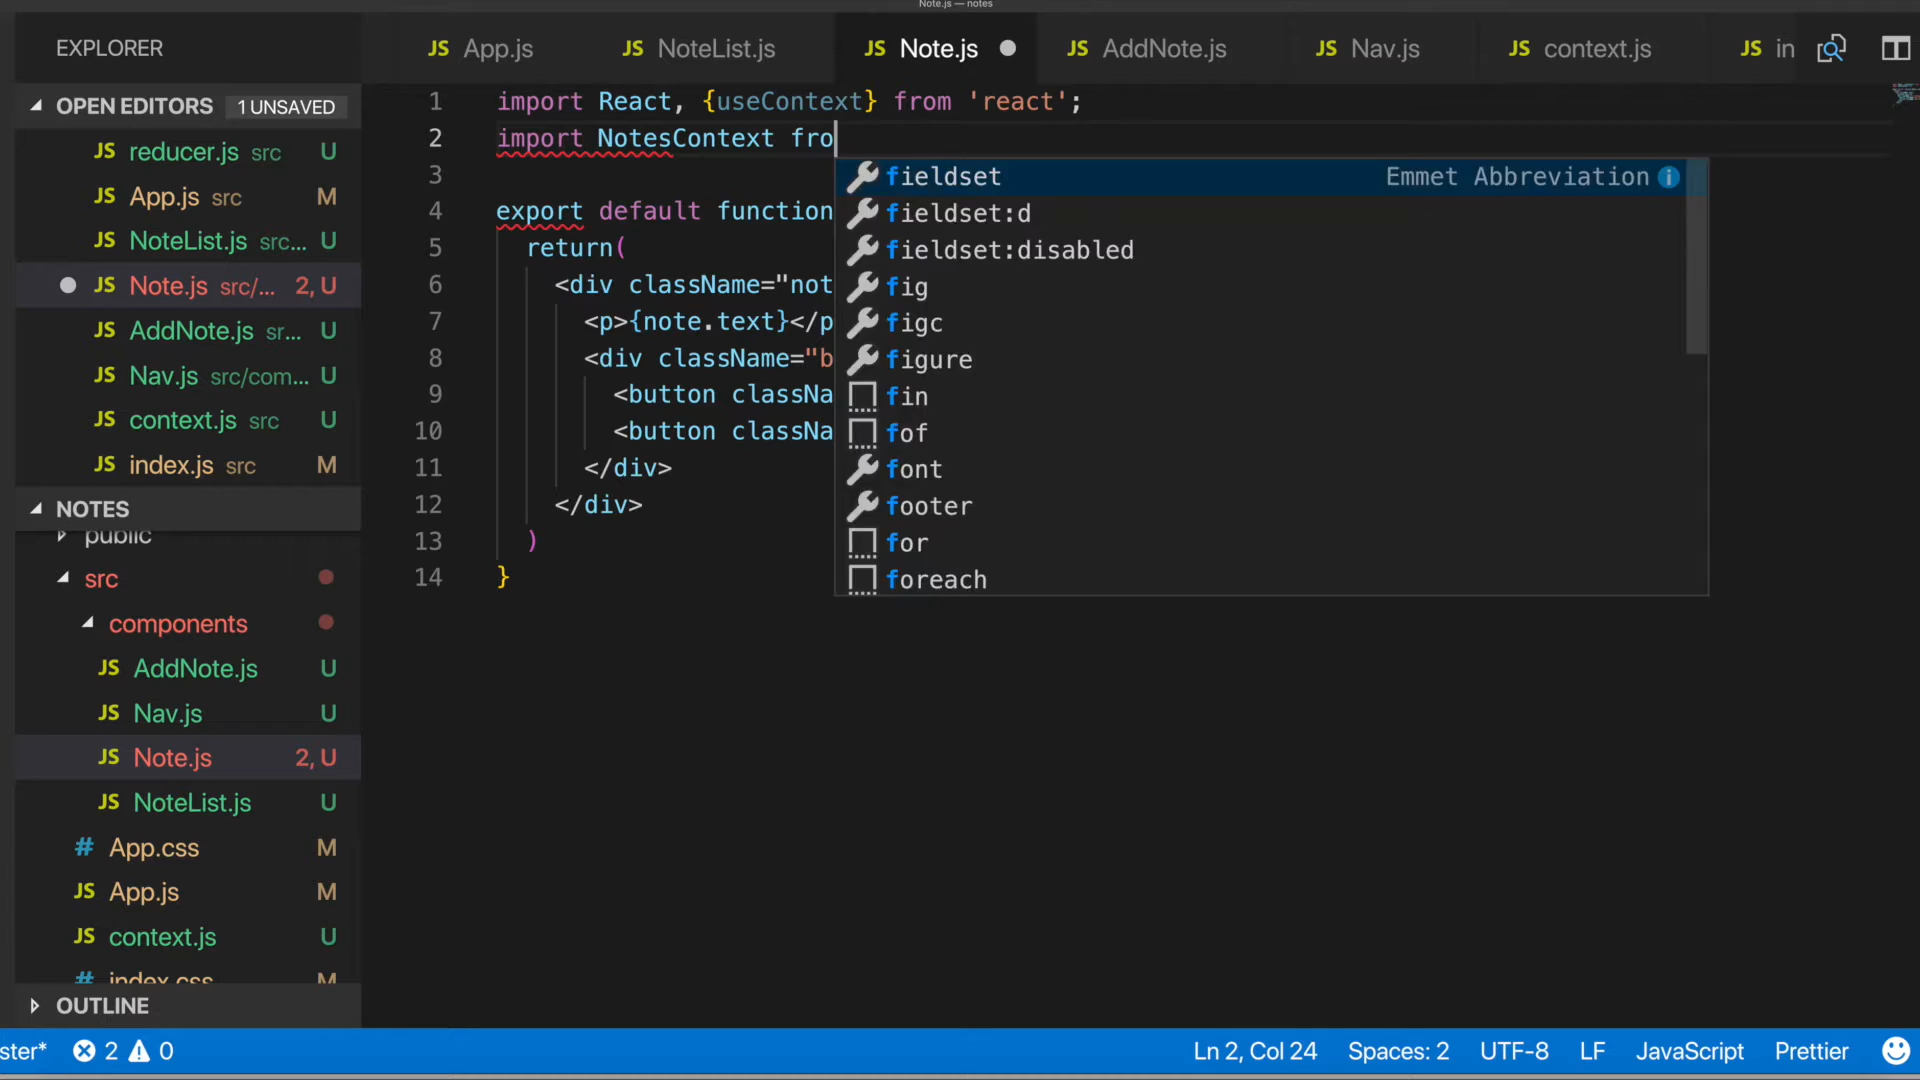 Note.js — notes
EXPLORER
JS App.js
JS NoteList.js
JS Note.js
JS AddNote.js
JS Nav.js
JS context.js
JS in
OPEN EDITORS 1 UNSAVED
JS reducer.js src U
JS App.js src M
JS NoteList.js src... U
JS Note.js src/... 2, U
JS AddNote.js sr... U
JS Nav.js src/com... U
JS context.js src U
JS index.js src M
NOTES
public
src
components
JS AddNote.js U
JS Nav.js U
JS Note.js 2, U
JS NoteList.js U
# App.css M
JS App.js M
JS context.js U
# index.css M
OUTLINE
1 import React, {useContext} from 'react';
2 import NotesContext fro
3
4 export default function
5 return(
6 <div className="not
7 <p>{note.text}</p
8 <div className="b
9 <button classNa
10 <button classNa
11 </div>
12 </div>
13 )
14 }
fieldset Emmet Abbreviation
fieldset:d
fieldset:disabled
fig
figc
figure
fin
fof
font
footer
for
foreach
ster* 2 0 Ln 2, Col 24 Spaces: 2 UTF-8 LF JavaScript Prettier